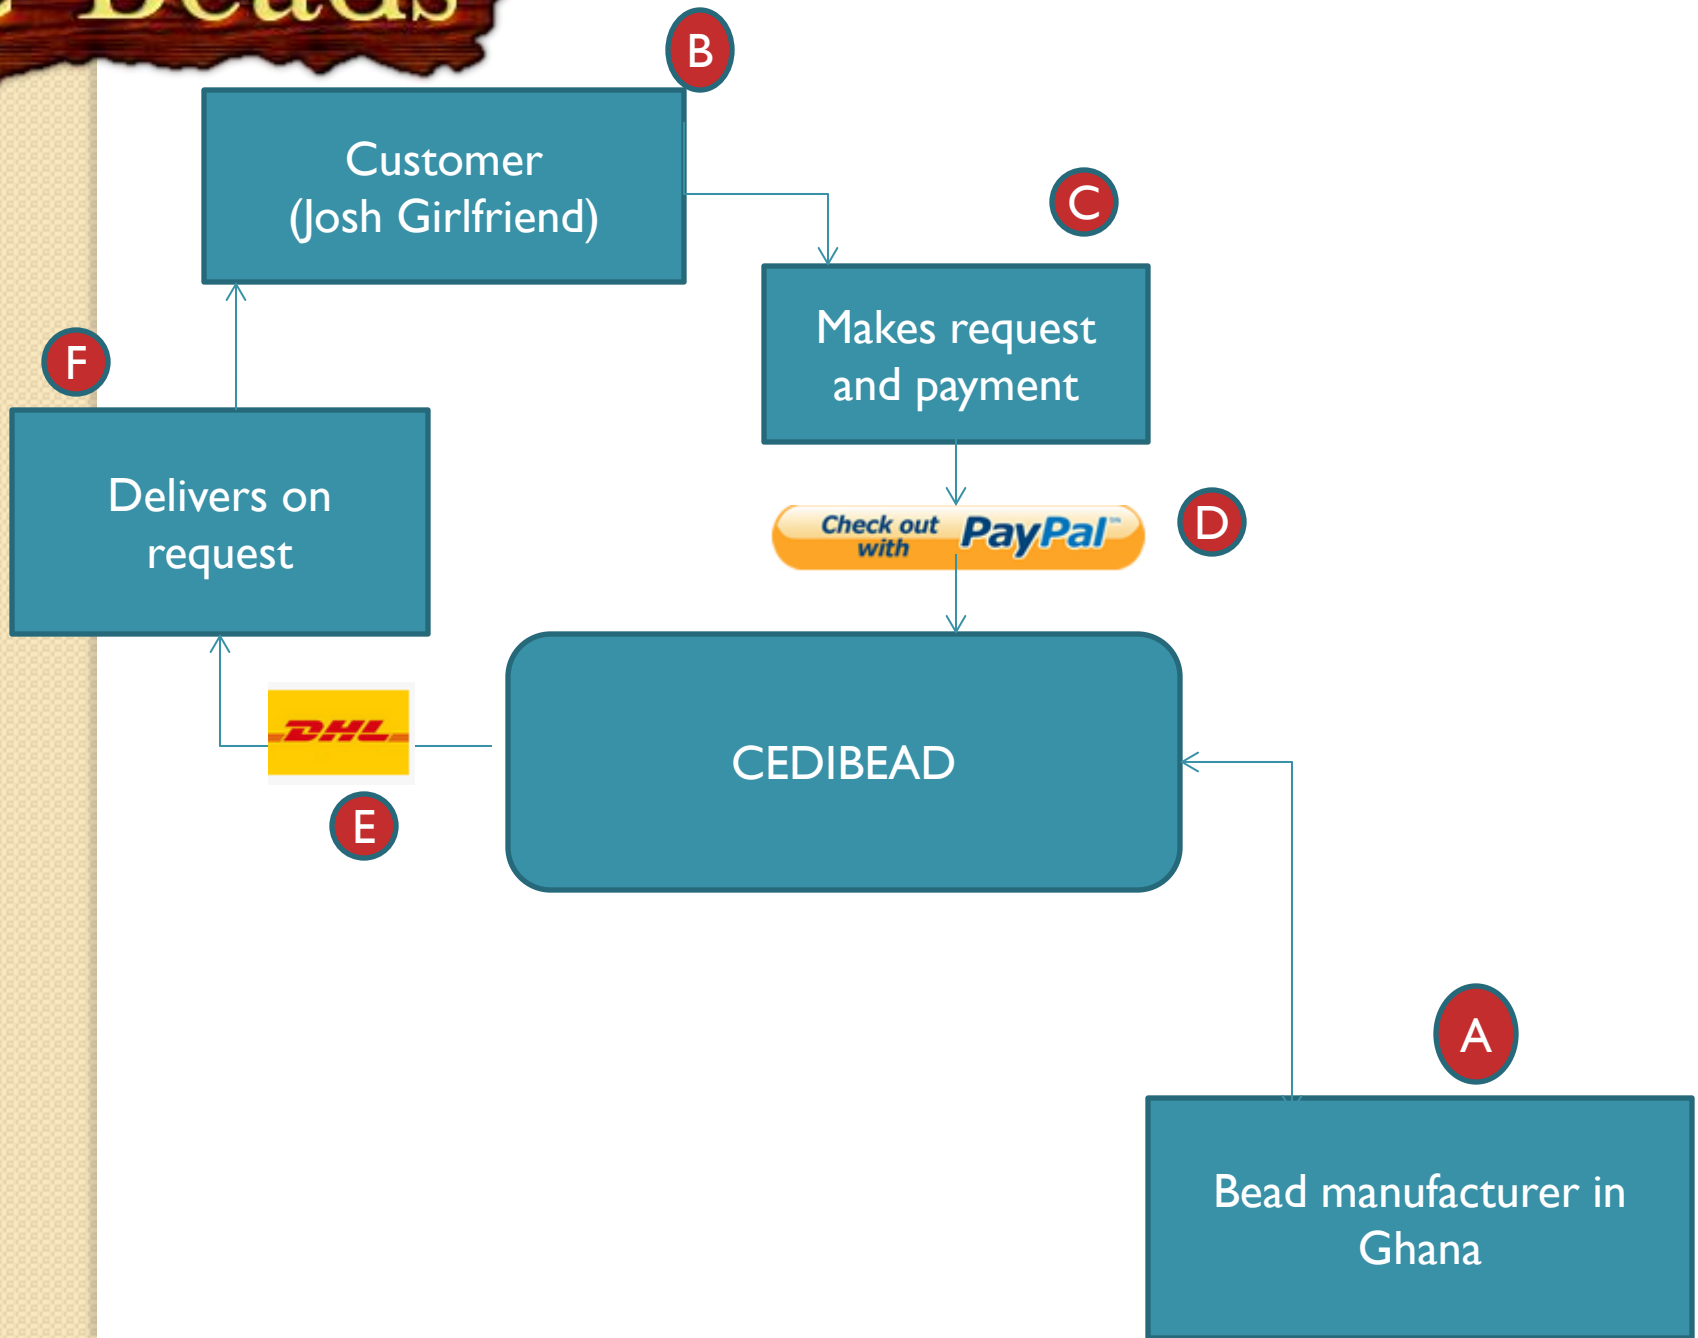 Beads
B
Customer
(Josh Girlfriend)
C
Makes request
and payment
F
Delivers on
request
Check out
with
PayPal
D
DHL
E
CEDIBEAD
A
Bead manufacturer in
Ghana